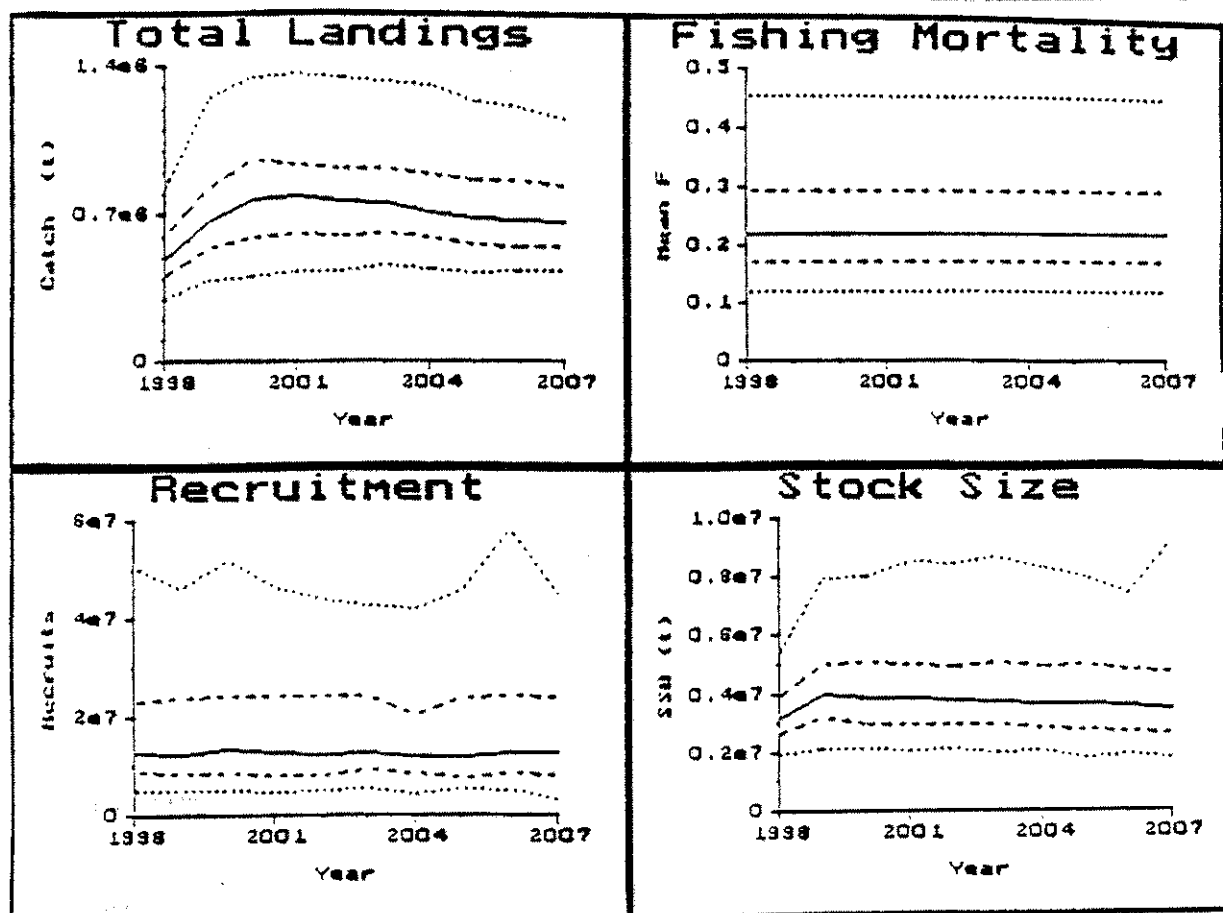 Total Landings
1.4e6
0.7e6
0
Catch (t)
1998
2001
2004
2007
Year
Fishing Mortality
0.5
0.4
0.3
0.2
0.1
0
Mean F
1998
2001
2004
2007
Year
Recruitment
6e7
4e7
2e7
0
Recruits
1998
2001
2004
2007
Year
Stock Size
1.0e7
0.8e7
0.6e7
0.4e7
0.2e7
0
SSB (t)
1998
2001
2004
2007
Year